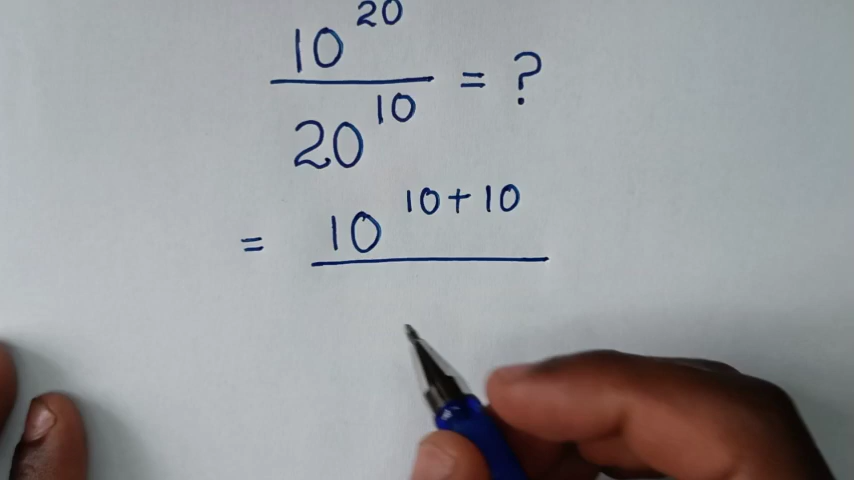 10^20
/ 20^10 = ?
= 10^10+10